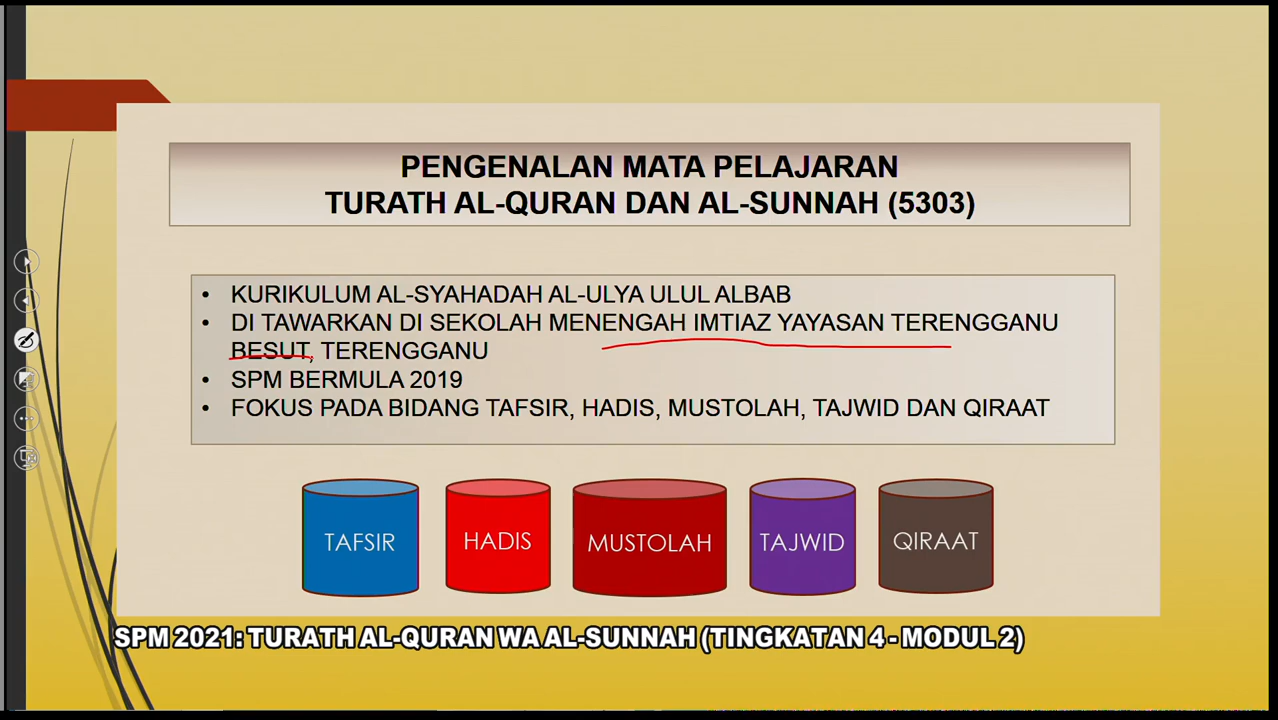 PENGENALAN MATA PELAJARAN
TURATH AL-QURAN DAN AL-SUNNAH (5303)
• KURIKULUM AL-SYAHADAH AL-ULYA ULUL ALBAB
• DI TAWARKAN DI SEKOLAH MENENGAH IMTIAZ YAYASAN TERENGGANU
BESUT, TERENGGANU
• SPM BERMULA 2019
• FOKUS PADA BIDANG TAFSIR, HADIS, MUSTOLAH, TAJWID DAN QIRAAT
TAFSIR HADIS MUSTOLAH TAJWID QIRAAT
SPM 2021: TURATH AL-QURAN WA AL-SUNNAH (TINGKATAN 4 - MODUL 2)